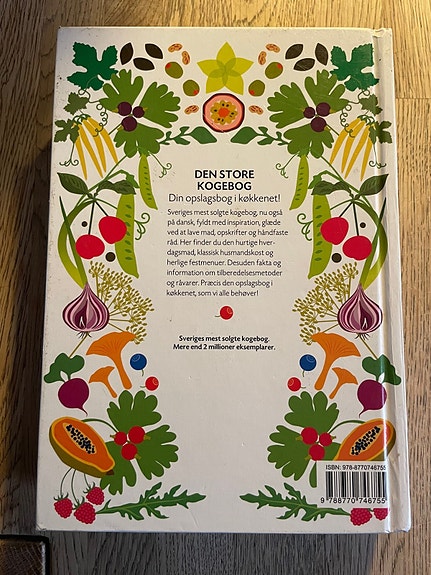 DEN STORE
KOGEBOG
Din opslagsbog i køkkenet!
Sveriges mest solgte kogebog, nu også
på dansk, fyldt med inspiration, glæde
ved at lave mad, opskrifter og håndfaste
råd. Her finder du den hurtige hver-
dagsmad, klassisk husmandskost og
herlige festmenuer. Desuden fakta og
information om tilberedelsesmetoder
og råvarer. Præcis den opslagsbog i
køkkenet, som vi alle behøver!
Sveriges mest solgte kogebog.
Mere end 2 millioner eksemplarer.
ISBN: 978-8770746755
9 788770 746755